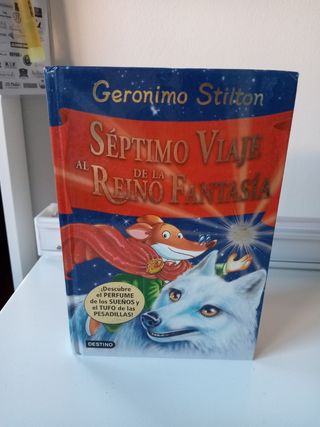 Geronimo Stilton
SÉPTIMO VIAJE
AL
DE LA
REINO FANTASÍA
¡Descubre
el PERFUME
de los SUEÑOS y
el TUFO de las
PESADILLAS!
DESTINO